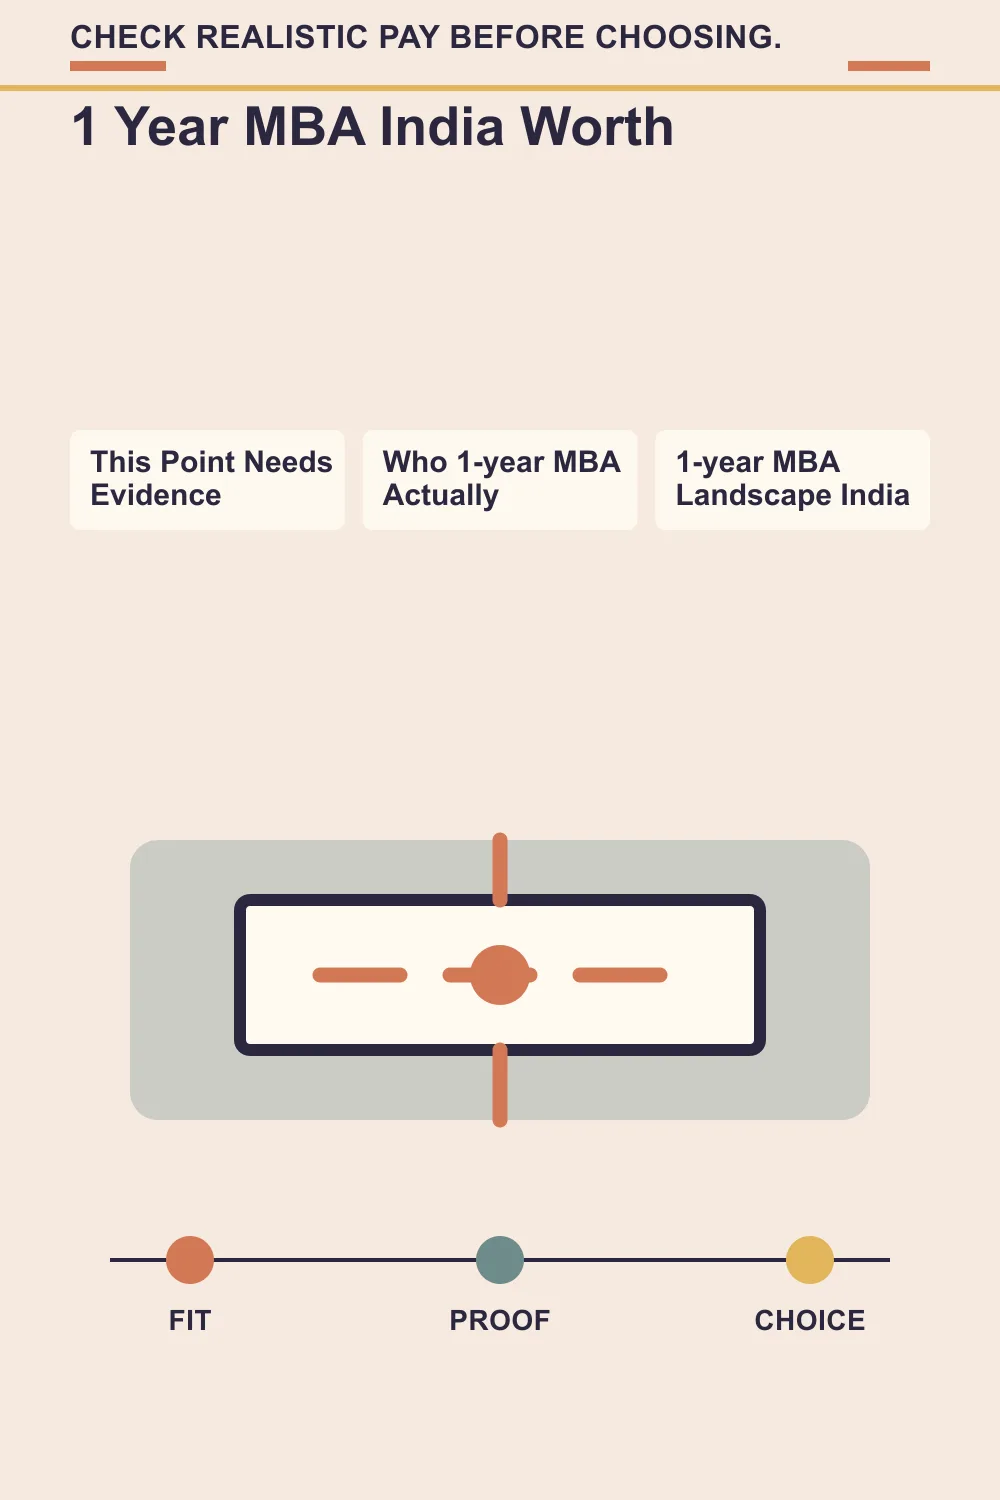 CHECK REALISTIC PAY BEFORE CHOOSING.
1 Year MBA India Worth
This Point Needs
Evidence
Who 1-year MBA
Actually
1-year MBA
Landscape India
FIT
PROOF
CHOICE